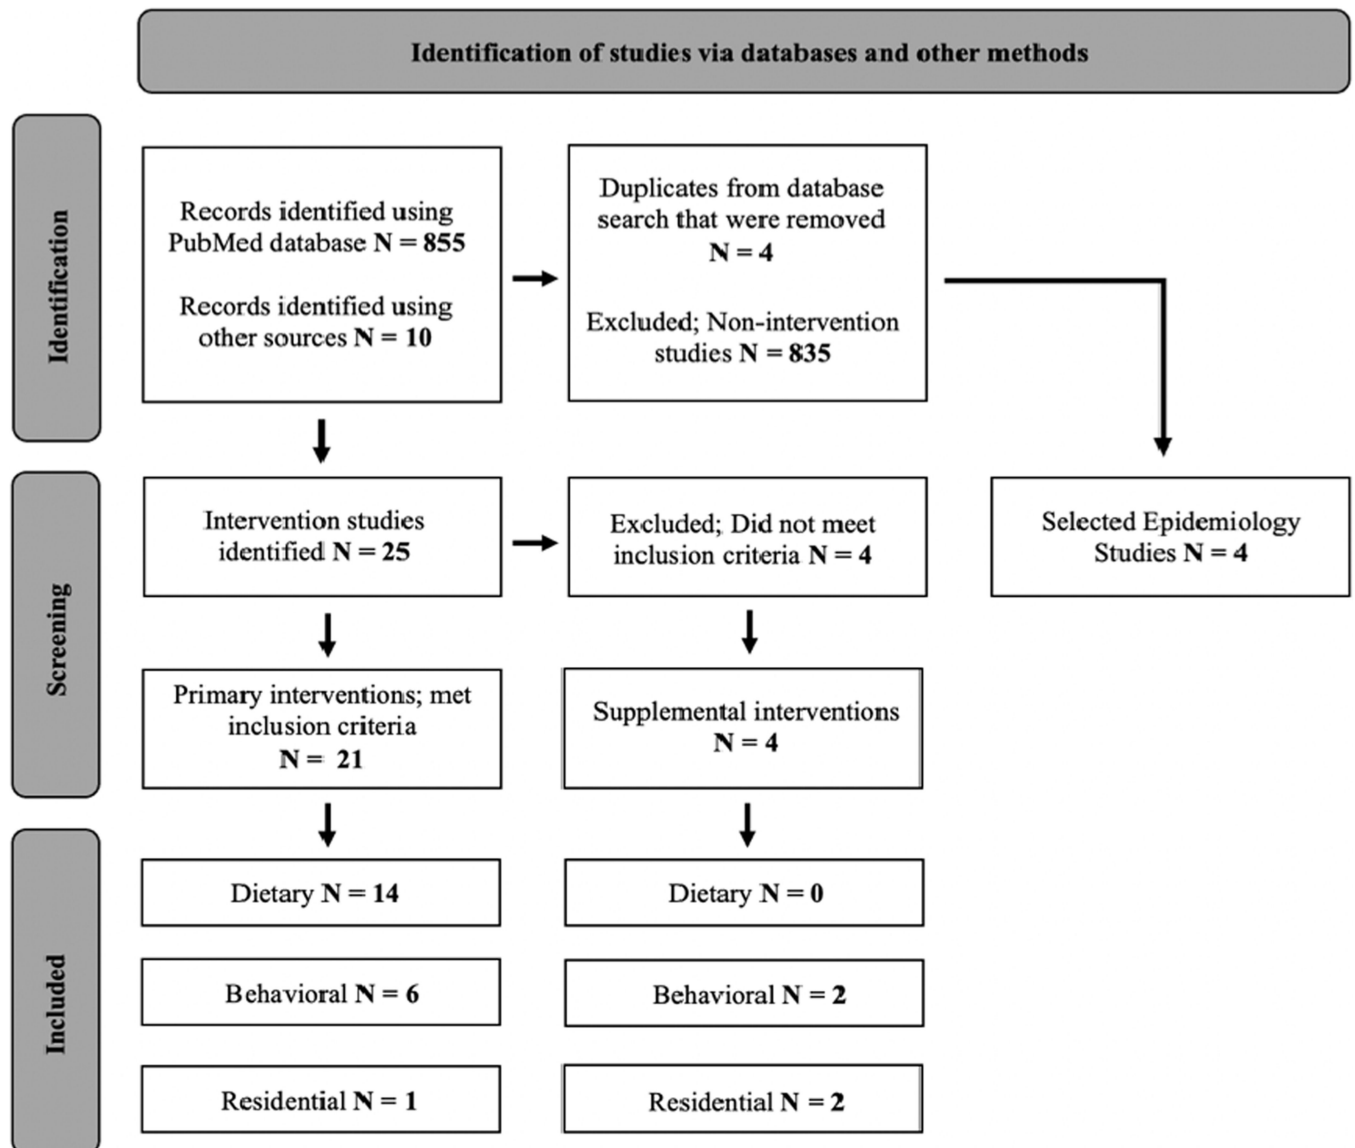 Identification of studies via databases and other methods
Identification
Records identified using
PubMed database N = 855
Records identified using
other sources N = 10
Duplicates from database
search that were removed
N = 4
Excluded; Non-intervention
studies N = 835
Screening
Intervention studies
identified N = 25
Excluded; Did not meet
inclusion criteria N = 4
Selected Epidemiology
Studies N = 4
Primary interventions; met
inclusion criteria
N = 21
Supplemental interventions
N = 4
Included
Dietary N = 14
Dietary N = 0
Behavioral N = 6
Behavioral N = 2
Residential N = 1
Residential N = 2